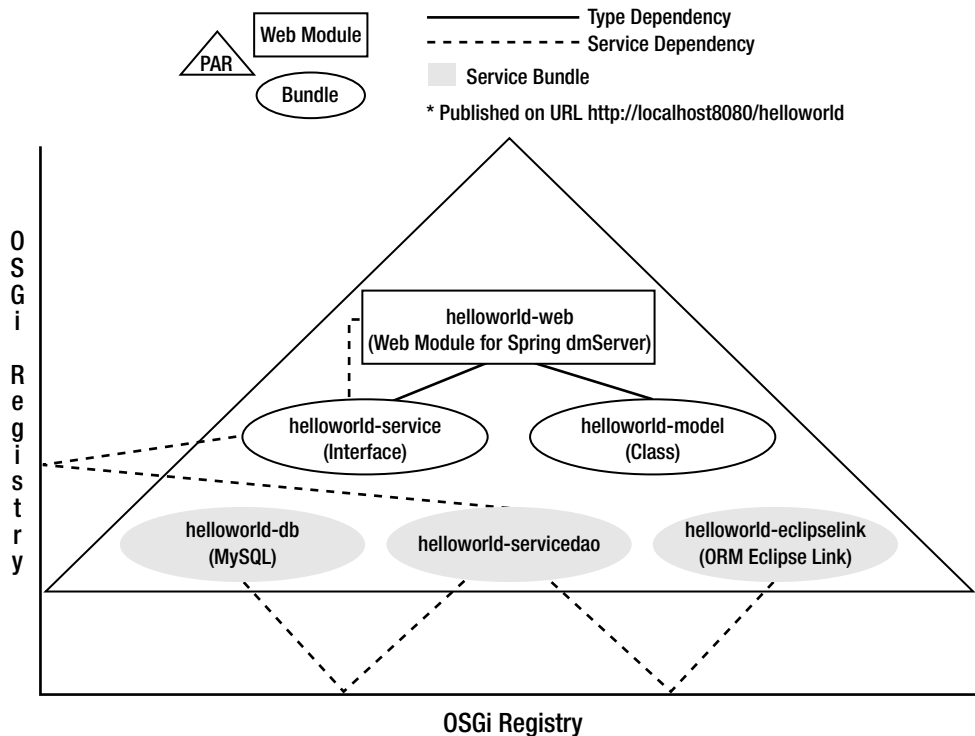 Web Module
PAR
Bundle
Type Dependency
Service Dependency
Service Bundle
* Published on URL http://localhost8080/helloworld
OSGi Registry
helloworld-web
(Web Module for Spring dmServer)
helloworld-service
(Interface)
helloworld-model
(Class)
helloworld-db
(MySQL)
helloworld-servicedao
helloworld-eclipselink
(ORM Eclipse Link)
OSGi Registry